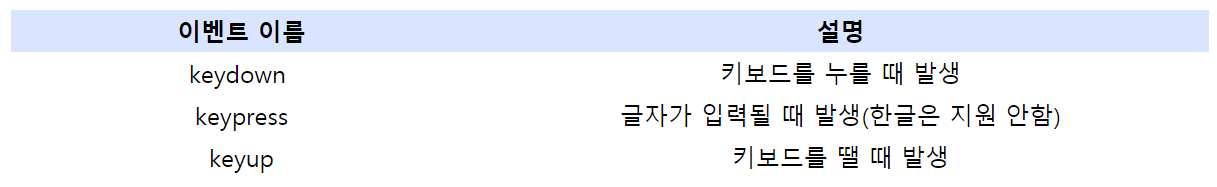 이벤트 이름 설명
keydown 키보드를 누를 때 발생
keypress 글자가 입력될 때 발생(한글은 지원 안함)
keyup 키보드를 땔 때 발생